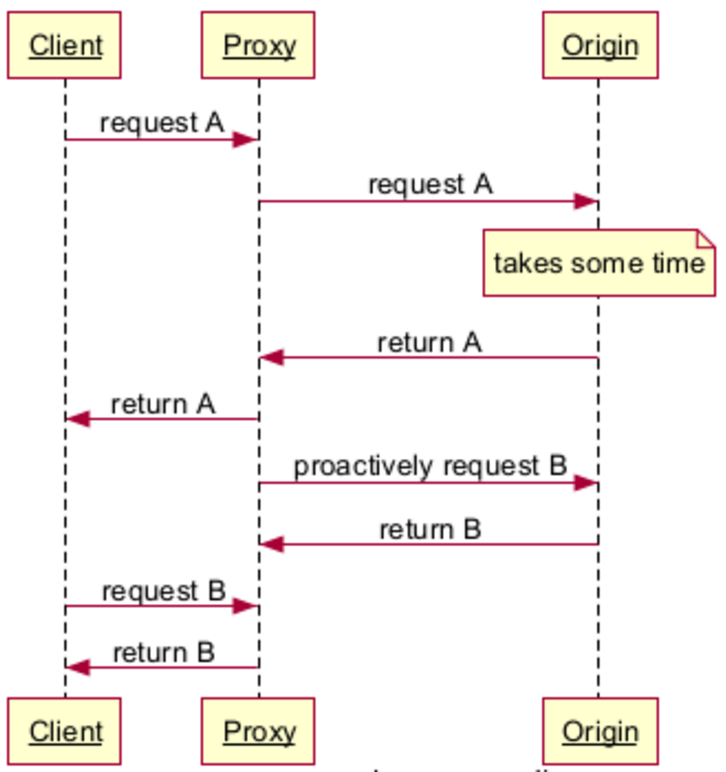 Client Proxy Origin
request A
request A
takes some time
return A
return A
proactively request B
return B
request B
return B
Client Proxy Origin